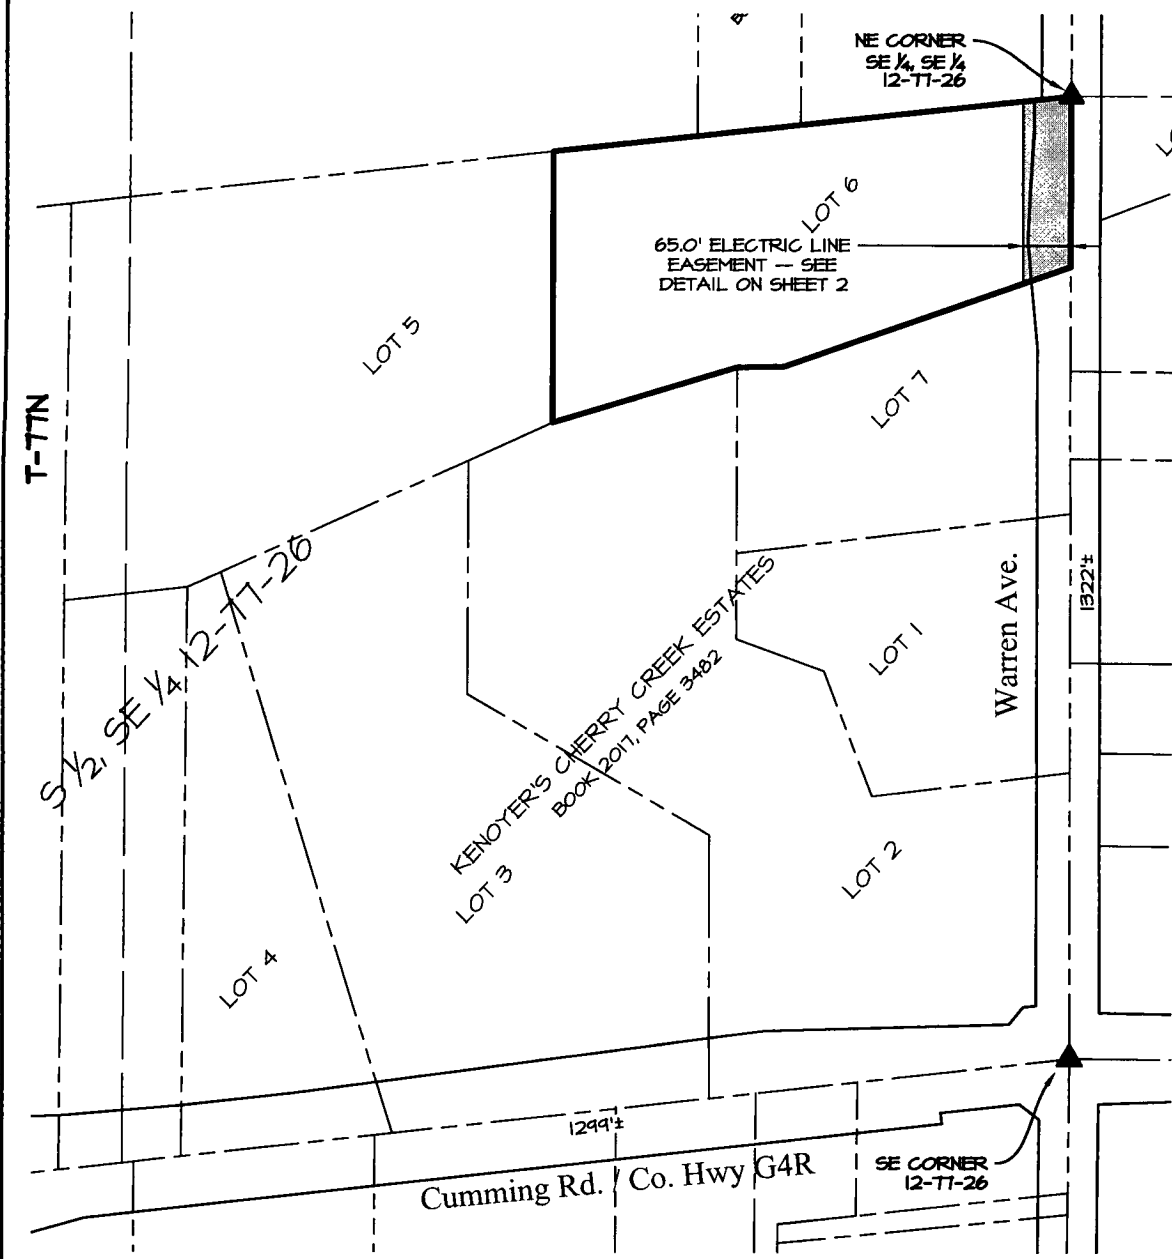 NE CORNER
SE ¼, SE ¼
12-77-26
LOT 6
65.0' ELECTRIC LINE
EASEMENT -- SEE
DETAIL ON SHEET 2
LOT 5
LOT 7
T-77N
S ½, SE ¼ 12-77-26
Warren Ave.
1322'±
LOT 1
KENOYER'S CHERRY CREEK ESTATES
BOOK 2017, PAGE 3482
LOT 3
LOT 2
LOT 4
1299'±
Cumming Rd. / Co. Hwy G4R
SE CORNER
12-77-26